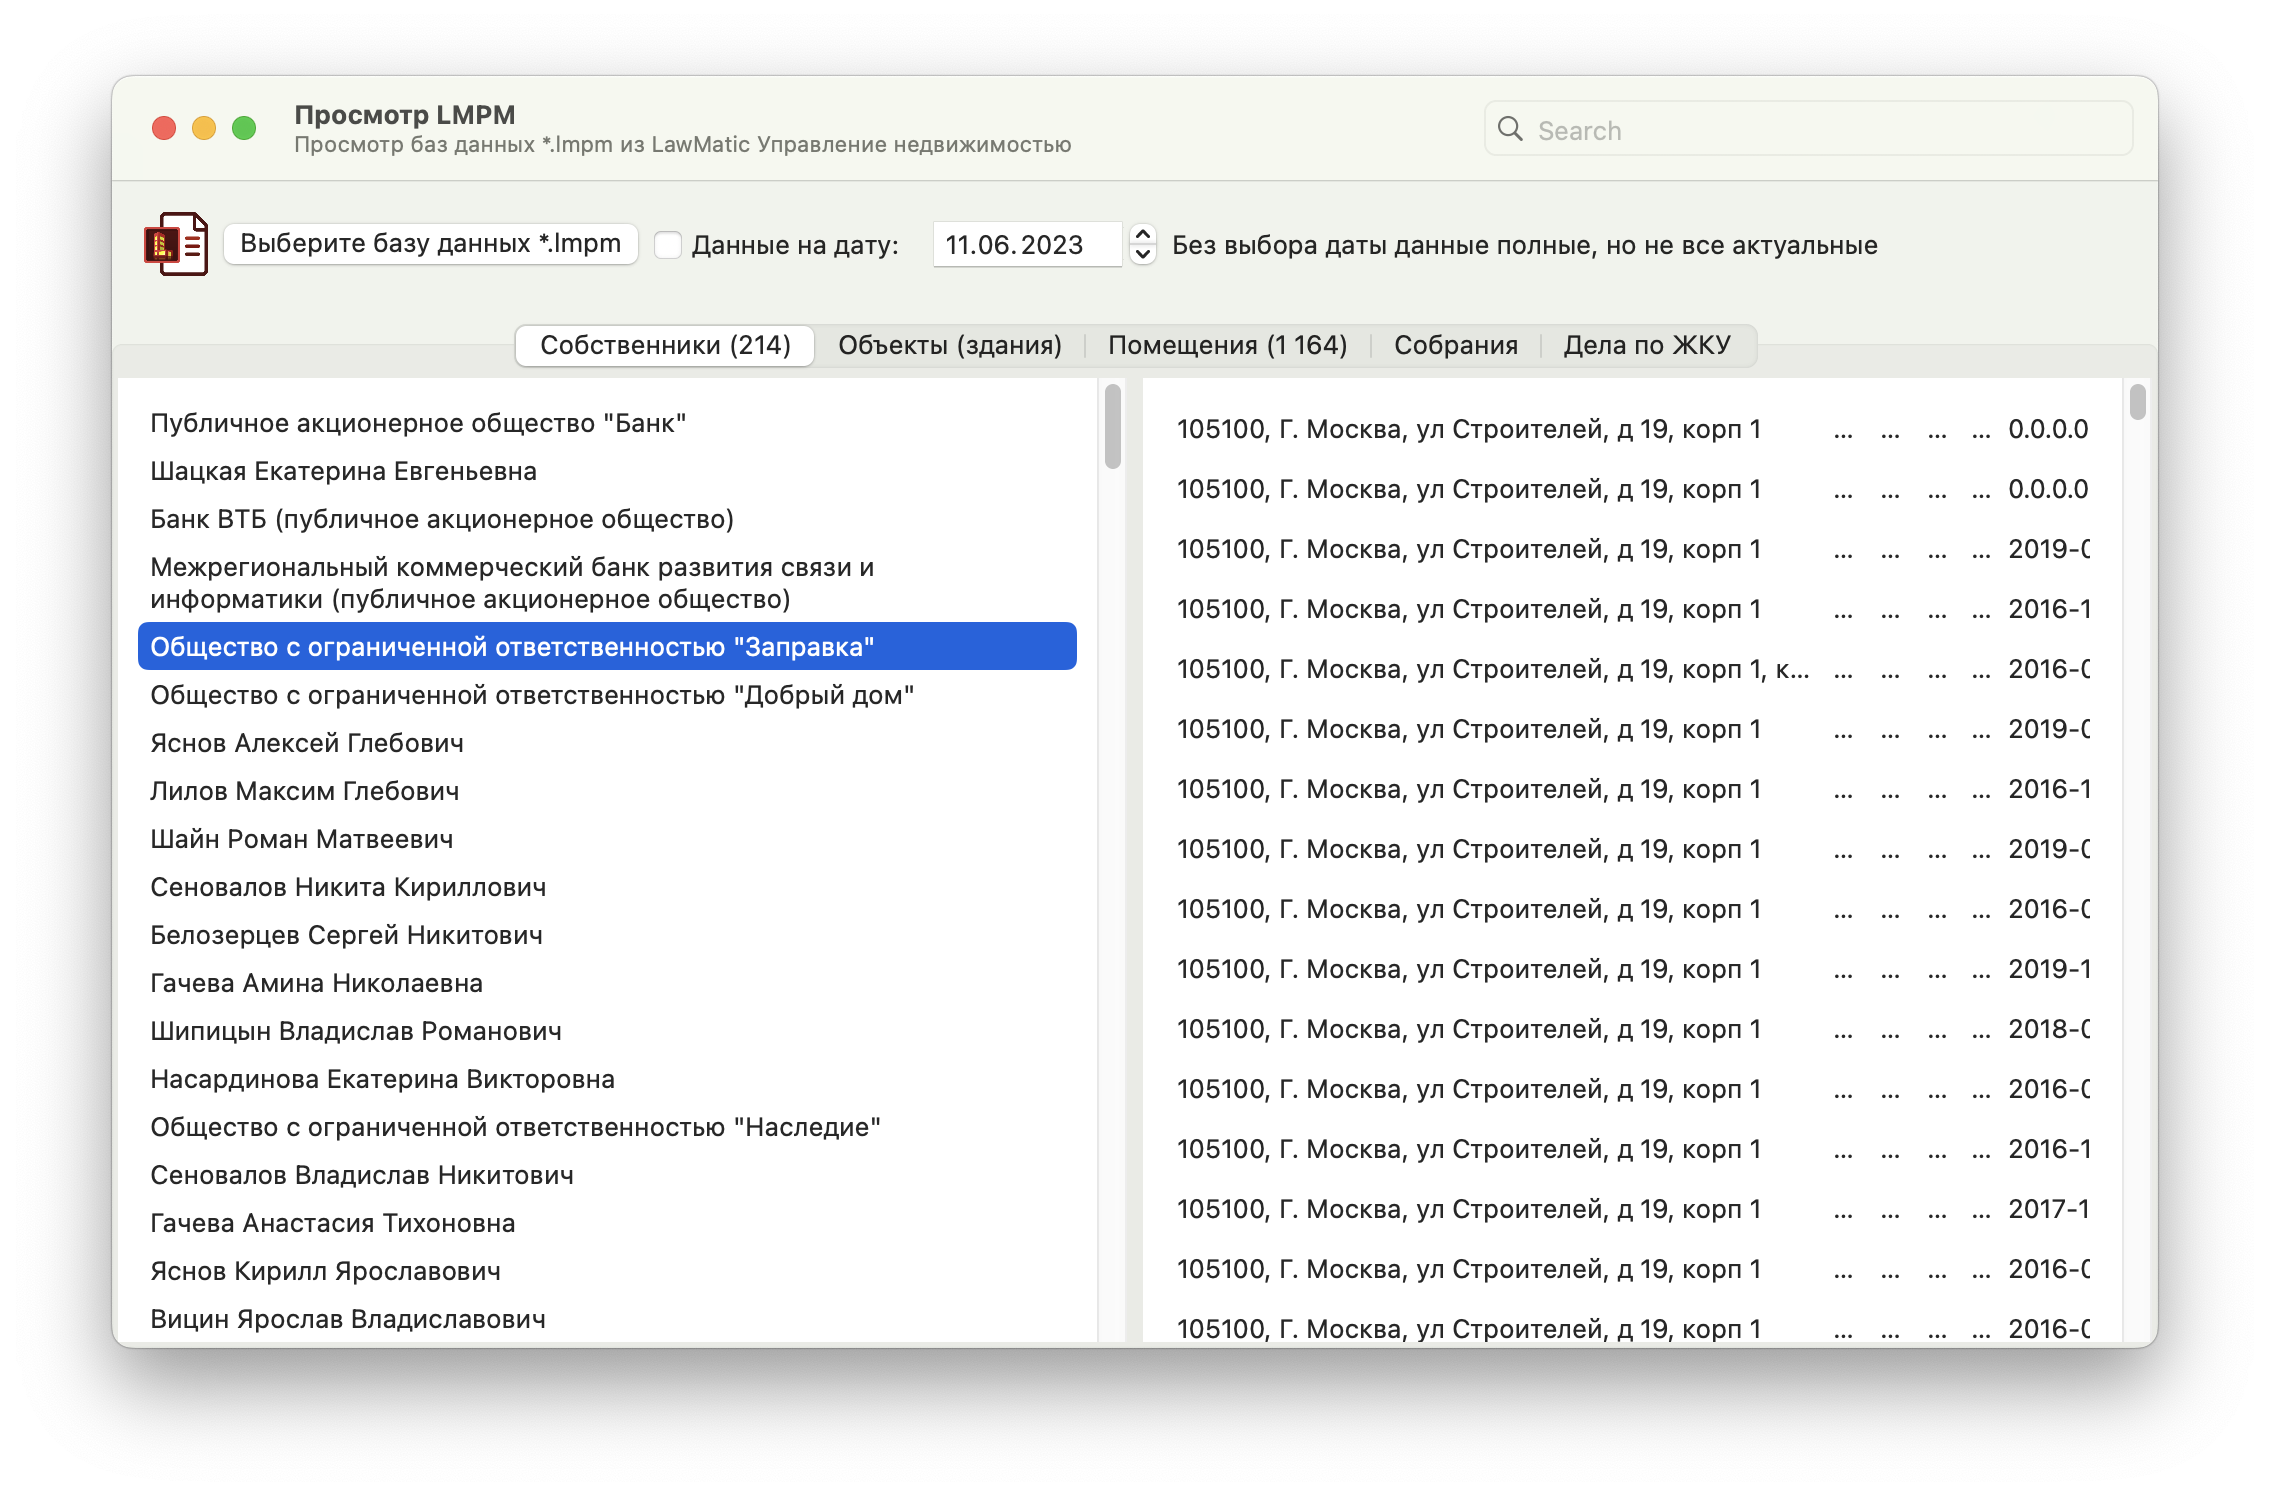 Просмотр LMPM
Просмотр баз данных *.lmpm из LawMatic Управление недвижимостью
Search
Выберите базу данных *.lmpm
Данные на дату:
11.06.2023
Без выбора даты данные полные, но не все актуальные
Собственники (214)
Объекты (здания)
Помещения (1 164)
Собрания
Дела по ЖКУ
Публичное акционерное общество "Банк"
Шацкая Екатерина Евгеньевна
Банк ВТБ (публичное акционерное общество)
Межрегиональный коммерческий банк развития связи и
информатики (публичное акционерное общество)
Общество с ограниченной ответственностью "Заправка"
Общество с ограниченной ответственностью "Добрый дом"
Яснов Алексей Глебович
Лилов Максим Глебович
Шайн Роман Матвеевич
Сеновалов Никита Кириллович
Белозерцев Сергей Никитович
Гачева Амина Николаевна
Шипицын Владислав Романович
Насардинова Екатерина Викторовна
Общество с ограниченной ответственностью "Наследие"
Сеновалов Владислав Никитович
Гачева Анастасия Тихоновна
Яснов Кирилл Ярославович
Вицин Ярослав Владиславович
105100, Г. Москва, ул Строителей, д 19, корп 1 ... ... ... ... 0.0.0.0
105100, Г. Москва, ул Строителей, д 19, корп 1 ... ... ... ... 0.0.0.0
105100, Г. Москва, ул Строителей, д 19, корп 1 ... ... ... ... 2019-0
105100, Г. Москва, ул Строителей, д 19, корп 1 ... ... ... ... 2016-1
105100, Г. Москва, ул Строителей, д 19, корп 1, к... ... ... ... ... 2016-0
105100, Г. Москва, ул Строителей, д 19, корп 1 ... ... ... ... 2019-0
105100, Г. Москва, ул Строителей, д 19, корп 1 ... ... ... ... 2016-1
105100, Г. Москва, ул Строителей, д 19, корп 1 ... ... ... ... 2019-0
105100, Г. Москва, ул Строителей, д 19, корп 1 ... ... ... ... 2016-0
105100, Г. Москва, ул Строителей, д 19, корп 1 ... ... ... ... 2019-1
105100, Г. Москва, ул Строителей, д 19, корп 1 ... ... ... ... 2018-0
105100, Г. Москва, ул Строителей, д 19, корп 1 ... ... ... ... 2016-0
105100, Г. Москва, ул Строителей, д 19, корп 1 ... ... ... ... 2016-1
105100, Г. Москва, ул Строителей, д 19, корп 1 ... ... ... ... 2017-1
105100, Г. Москва, ул Строителей, д 19, корп 1 ... ... ... ... 2016-0
105100, Г. Москва, ул Строителей, д 19, корп 1 ... ... ... ... 2016-0